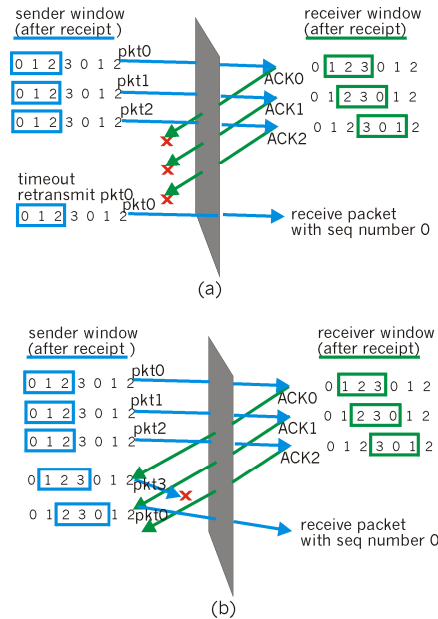 sender window
(after receipt )
receiver window
(after receipt)
0 1 2 3 0 1 2
pkt0
ACK0
0 1 2 3 0 1 2
0 1 2 3 0 1 2
pkt1
ACK1
0 1 2 3 0 1 2
0 1 2 3 0 1 2
pkt2
ACK2
0 1 2 3 0 1 2
timeout
retransmit pkt0
0 1 2 3 0 1 2
pkt0
receive packet
with seq number 0
(a)
sender window
(after receipt )
receiver window
(after receipt)
0 1 2 3 0 1 2
pkt0
ACK0
0 1 2 3 0 1 2
0 1 2 3 0 1 2
pkt1
ACK1
0 1 2 3 0 1 2
0 1 2 3 0 1 2
pkt2
ACK2
0 1 2 3 0 1 2
0 1 2 3 0 1 2
pkt3
0 1 2 3 0 1 2
pkt0
receive packet
with seq number 0
(b)